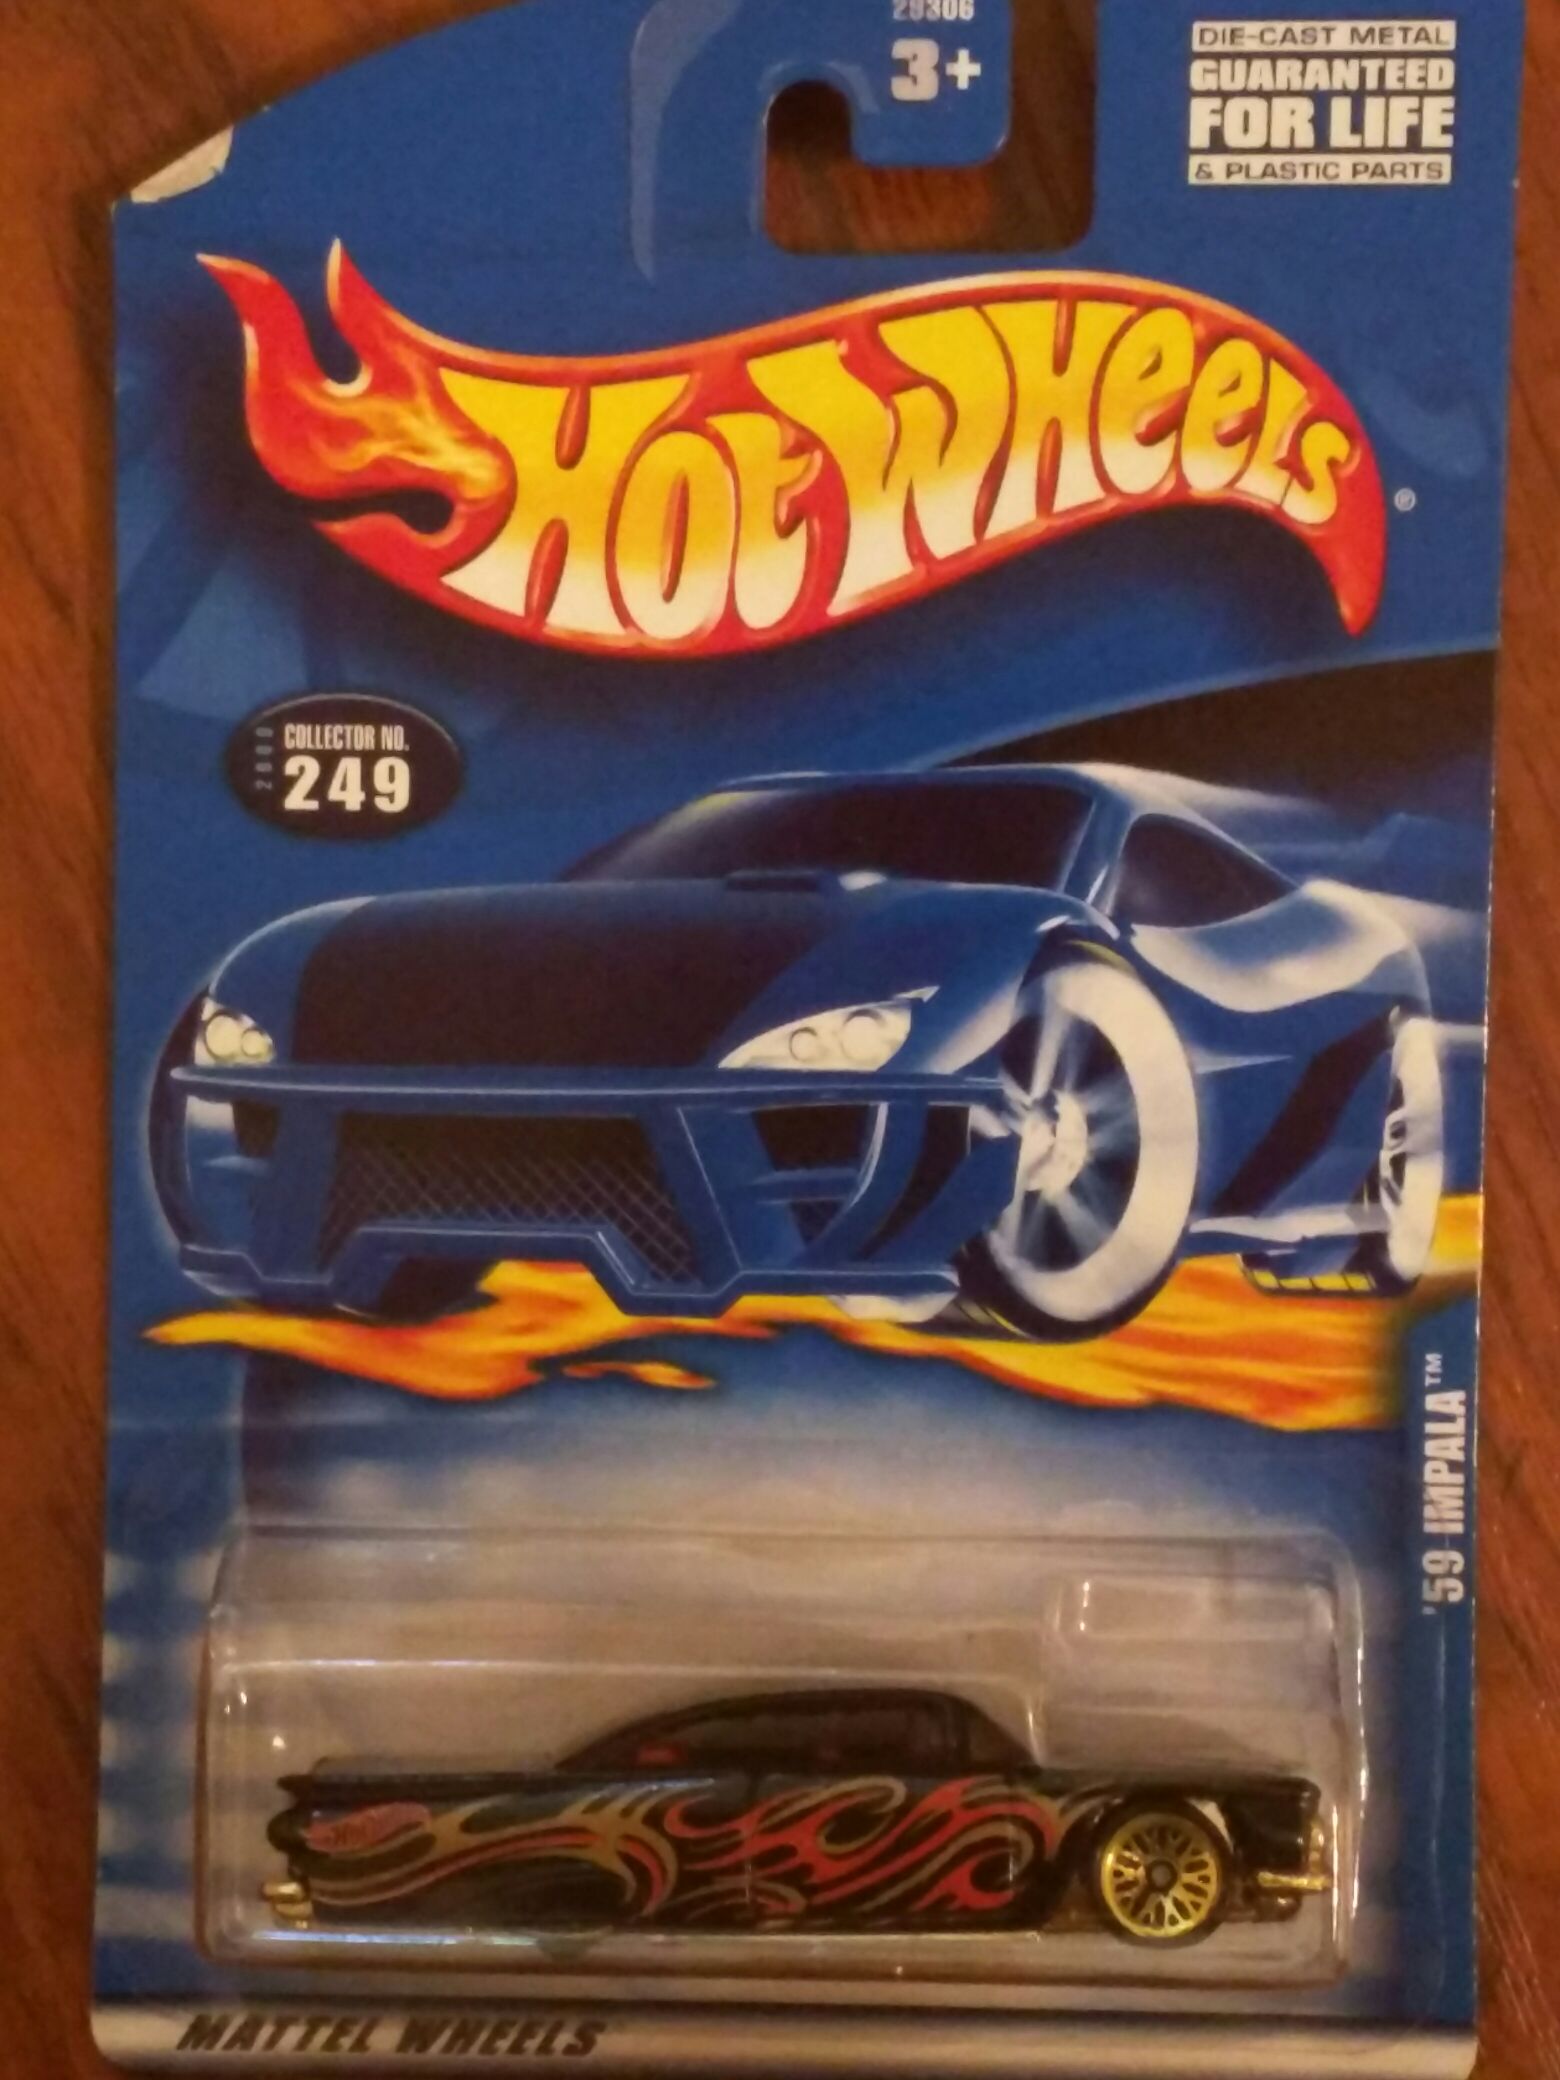 29306
3+
DIE-CAST METAL
GUARANTEED
FOR LIFE
& PLASTIC PARTS
HOT WHEELS ®
2000
COLLECTOR NO.
249
'59 IMPALA™
MATTEL WHEELS